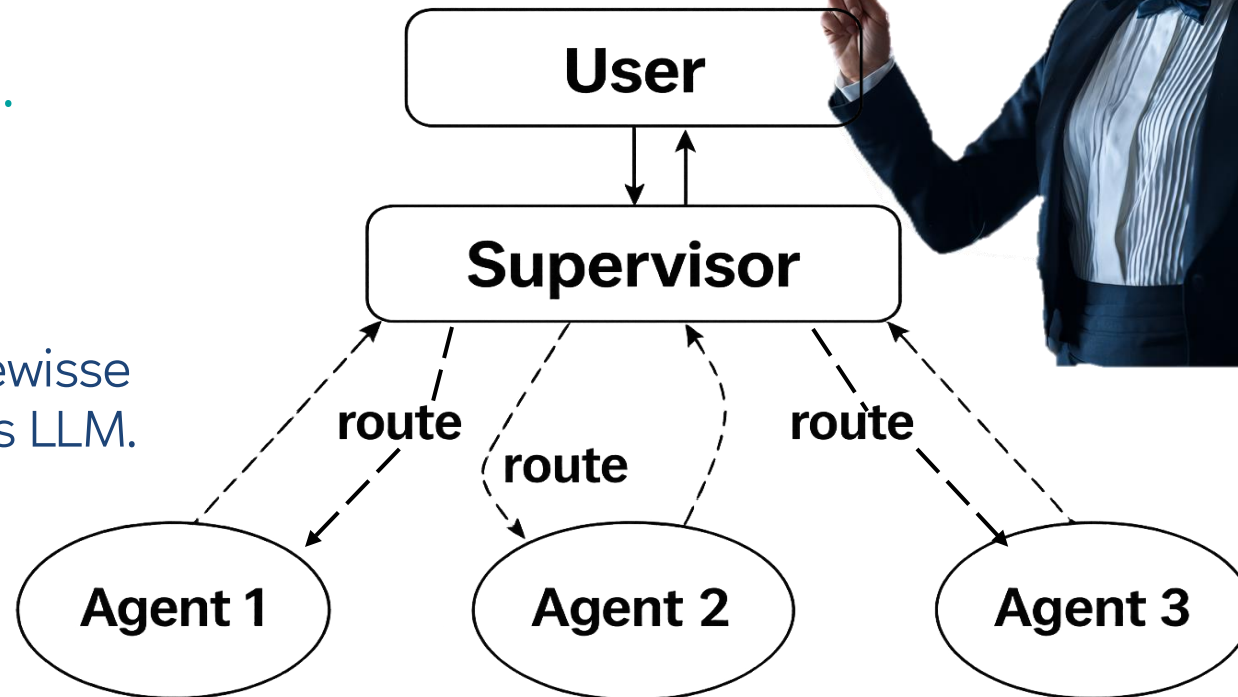 User
Supervisor
ewisse
s LLM.
route
route
route
Agent 1
Agent 2
Agent 3